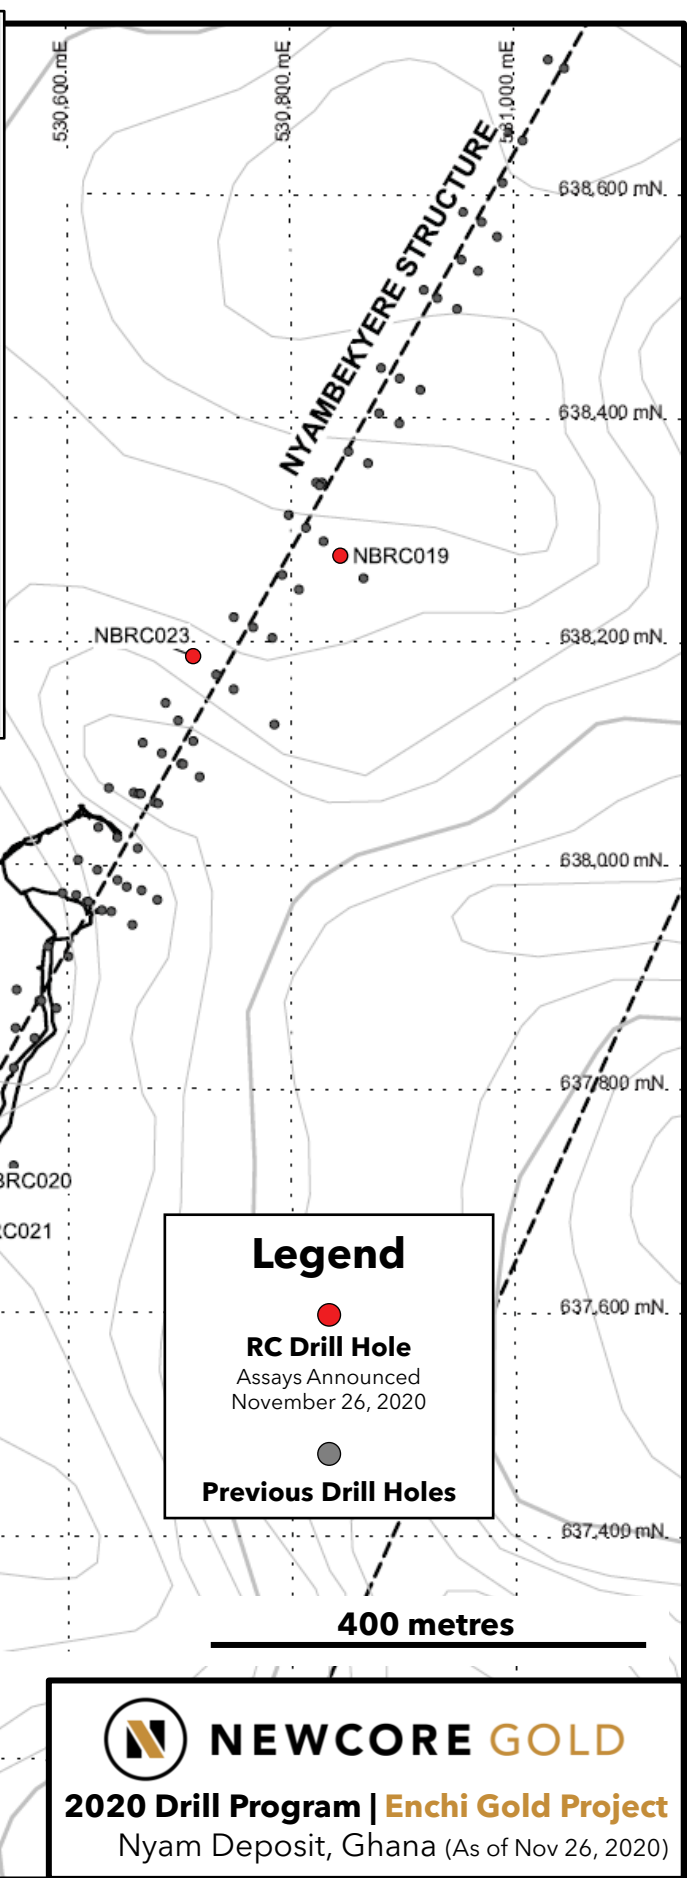 530,600 mE
530,800 mE
531,000 mE
NYAMBEKYERE STRUCTURE
638,600 mN
638,400 mN
NBRC019
NBRC023
638,200 mN
638,000 mN
637,800 mN
BRC020
RC021
637,600 mN
637,400 mN
Legend
RC Drill Hole
Assays Announced
November 26, 2020
Previous Drill Holes
400 metres
NEWCORE GOLD
2020 Drill Program | Enchi Gold Project
Nyam Deposit, Ghana (As of Nov 26, 2020)